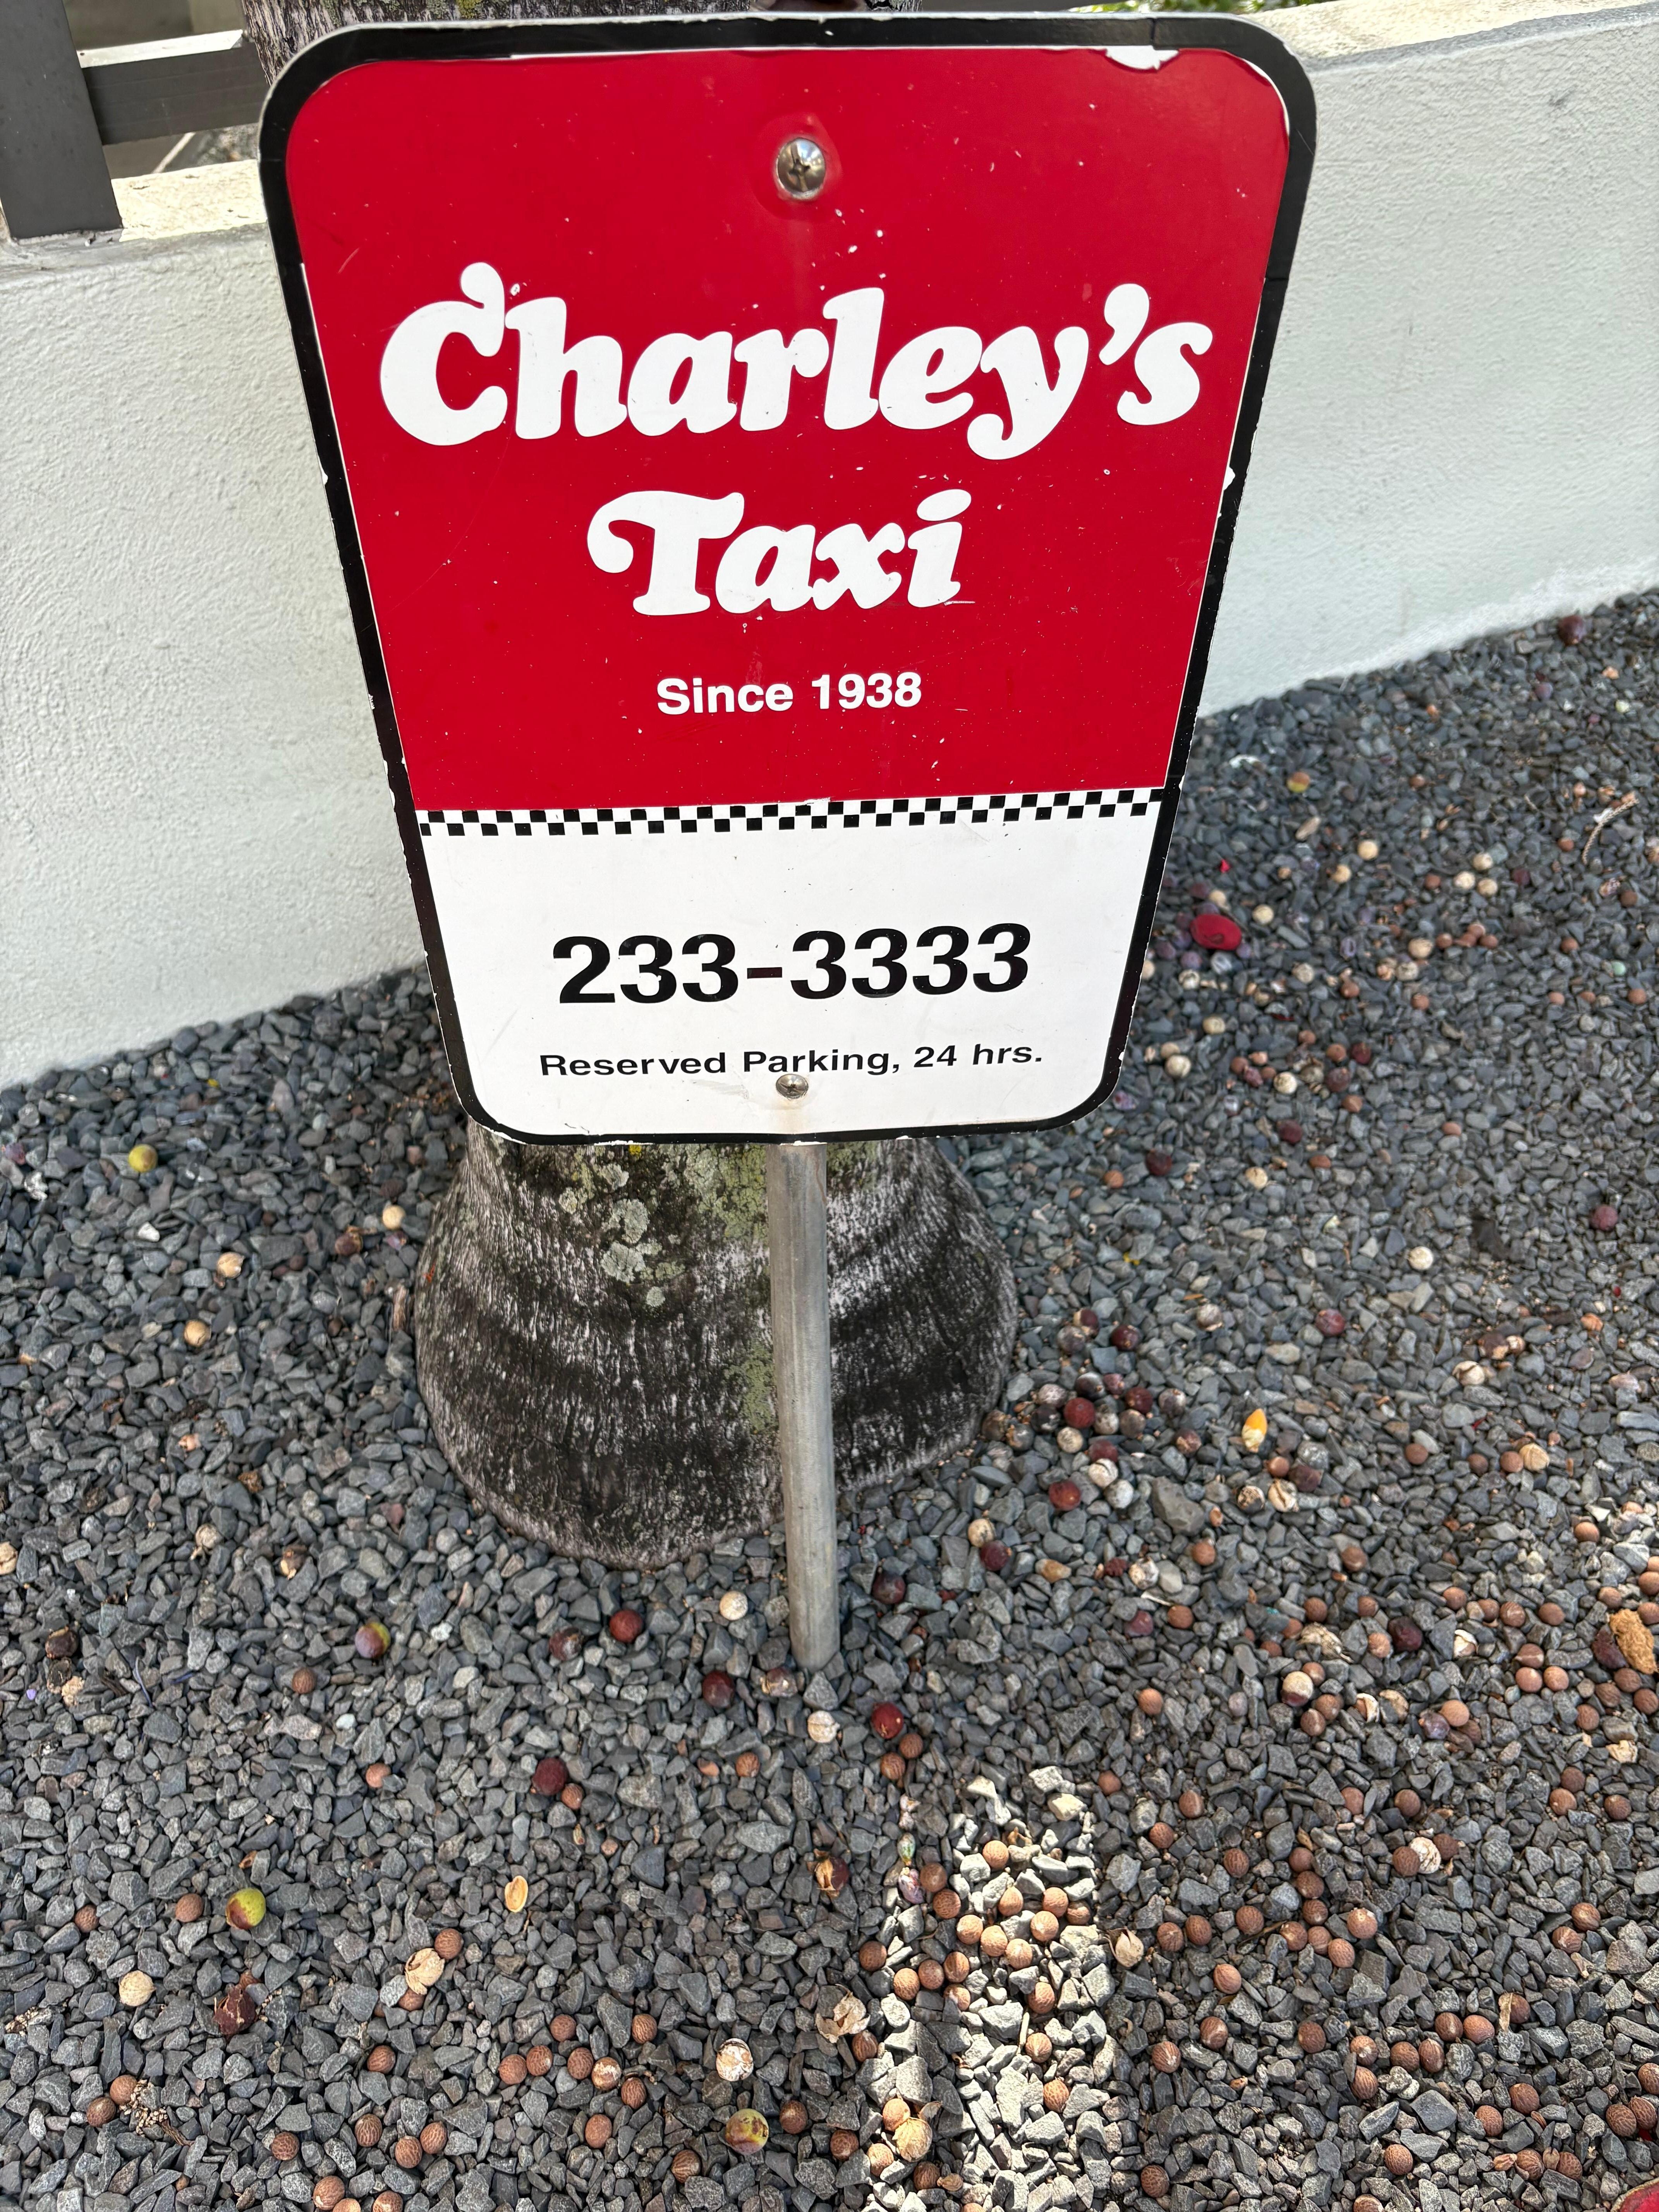 Charley's
Taxi
Since 1938
233-3333
Reserved Parking, 24 hrs.